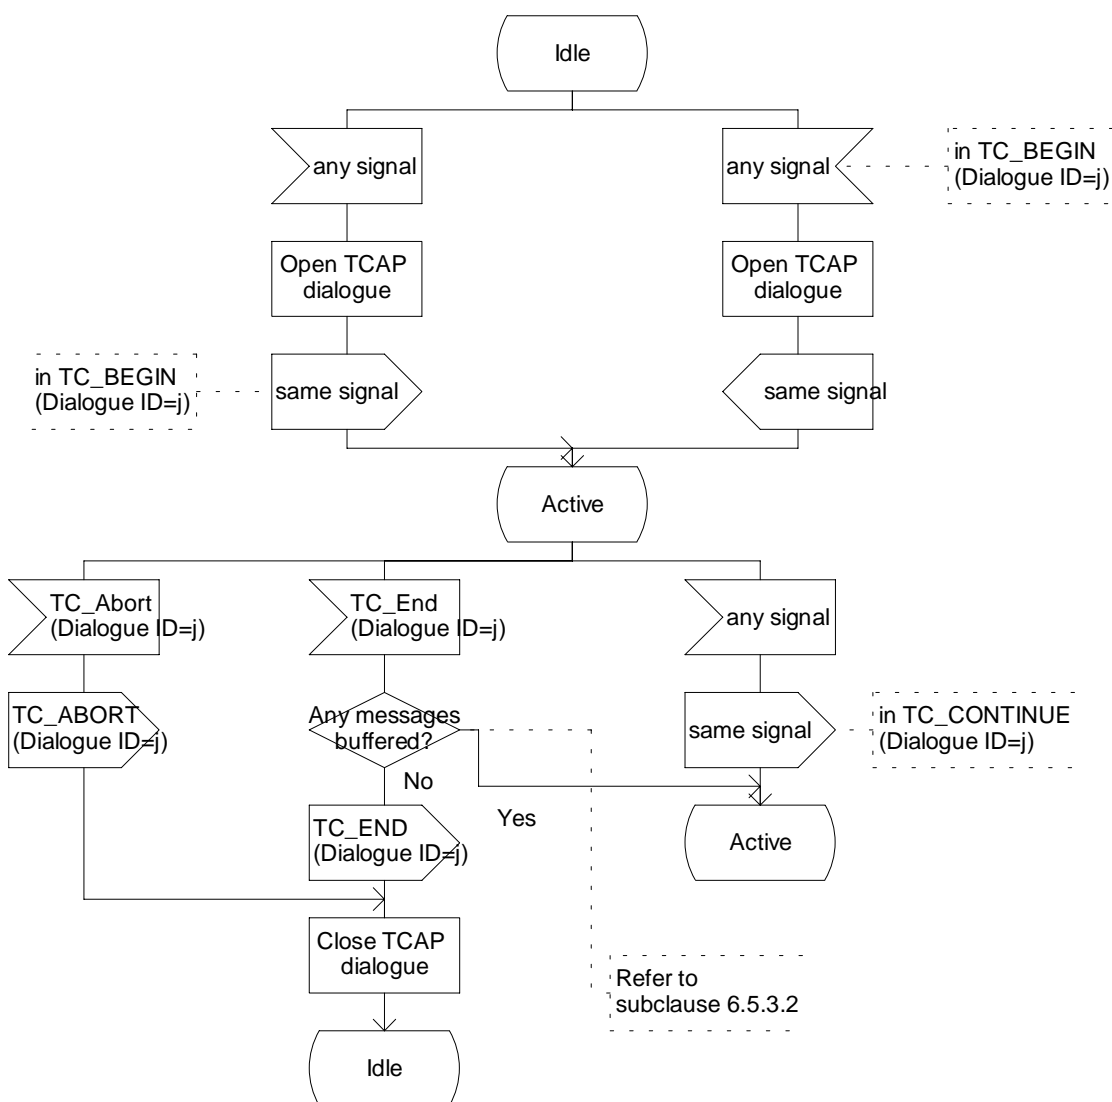 Idle
any signal
any signal
in TC_BEGIN
(Dialogue ID=j)
Open TCAP
dialogue
Open TCAP
dialogue
in TC_BEGIN
(Dialogue ID=j)
same signal
same signal
Active
TC_Abort
(Dialogue ID=j)
TC_End
(Dialogue ID=j)
any signal
TC_ABORT
(Dialogue ID=j)
Any messages
buffered?
same signal
in TC_CONTINUE
(Dialogue ID=j)
No
Yes
TC_END
(Dialogue ID=j)
Active
Close TCAP
dialogue
Refer to
subclause 6.5.3.2
Idle